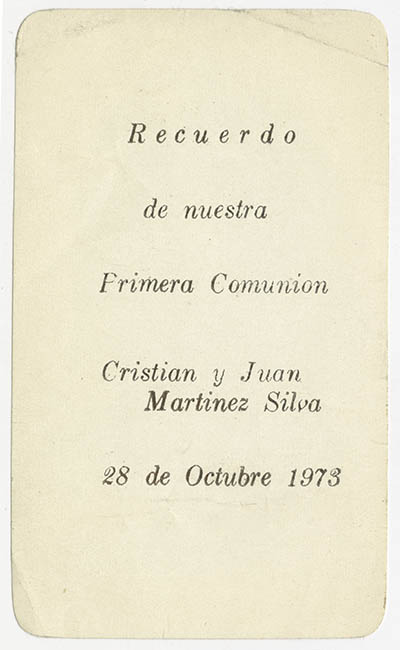 Recuerdo
de nuestra
Primera Comunion
Cristian y Juan
Martinez Silva
28 de Octubre 1973